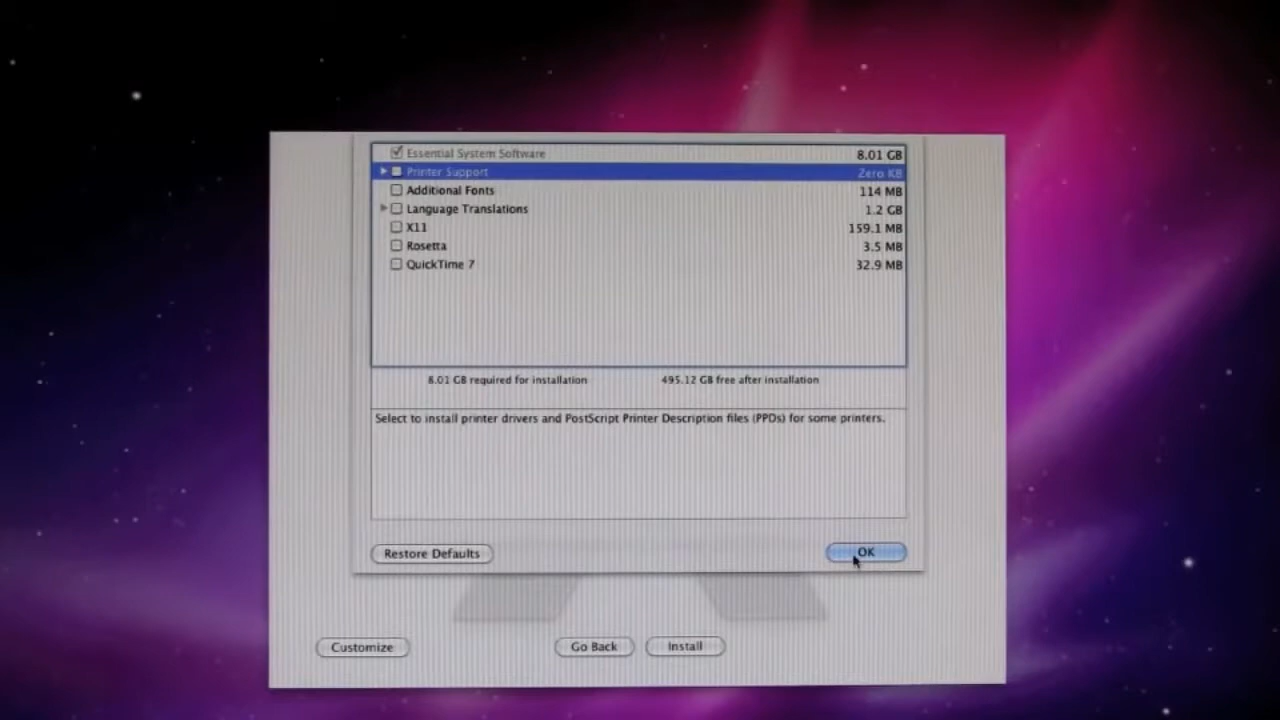 Essential System Software 8.01 GB
Printer Support Zero KB
Additional Fonts 114 MB
Language Translations 1.2 GB
X11 159.1 MB
Rosetta 3.5 MB
QuickTime 7 32.9 MB
8.01 GB required for installation 495.12 GB free after installation
Select to install printer drivers and PostScript Printer Description files (PPDs) for some printers.
Restore Defaults OK
Customize Go Back Install